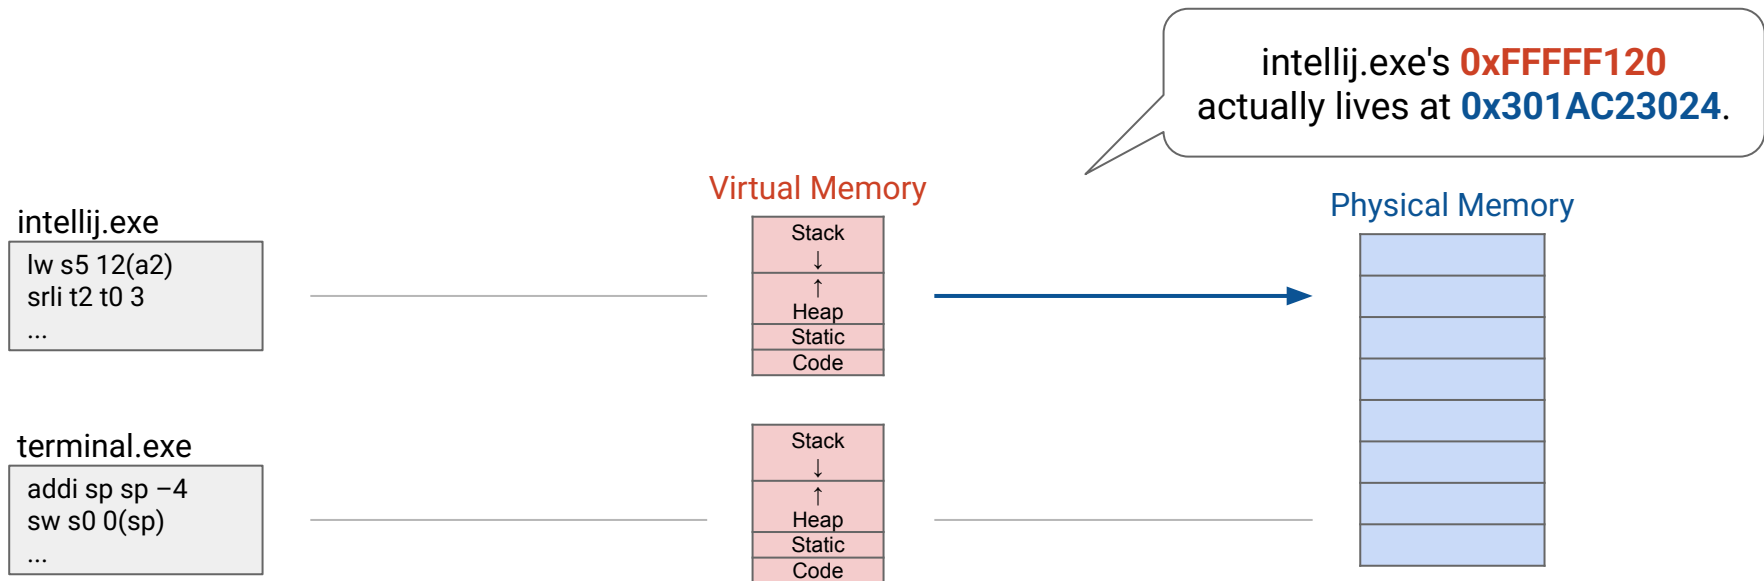 intellij.exe's 0xFFFFF120
actually lives at 0x301AC23024.
Virtual Memory
Physical Memory
intellij.exe
lw s5 12(a2)
srli t2 t0 3
...
Stack
↓
↑
Heap
Static
Code
terminal.exe
addi sp sp −4
sw s0 0(sp)
...
Stack
↓
↑
Heap
Static
Code